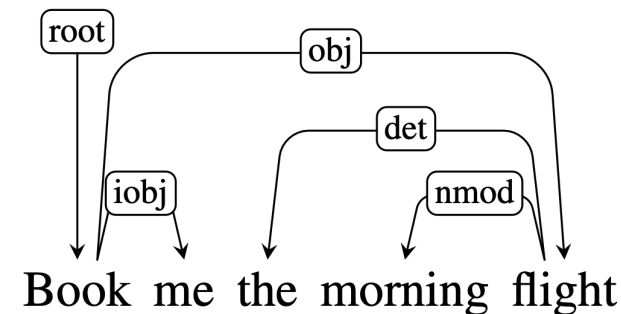 root
obj
det
iobj
nmod
Book me the morning flight